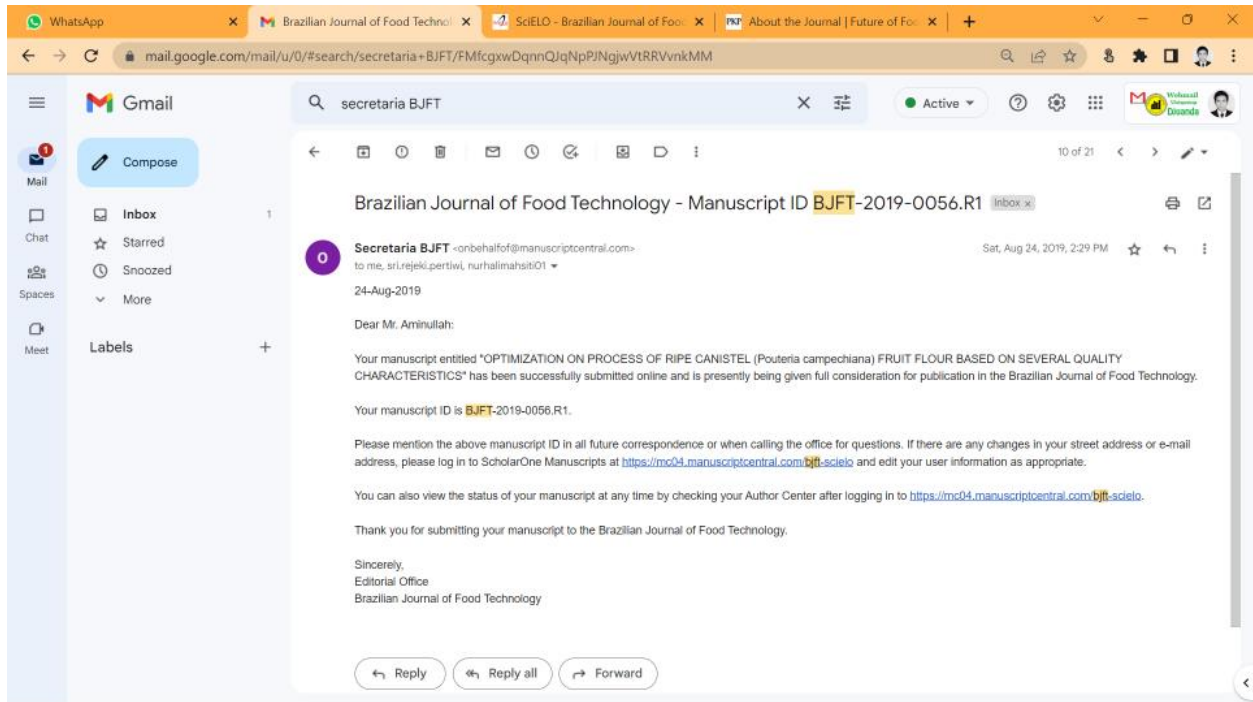 WhatsApp
Brazilian Journal of Food Technol
SciELO - Brazilian Journal of Foo
PKP About the Journal | Future of Fo
mail.google.com/mail/u/0/#search/secretaria+BJFT/FMfcgxwDqnnQJqNpPJNgjwVtRRVvnkMM
Gmail
secretaria BJFT
Active
Webmail
Djuanda
Compose
10 of 21
Mail
Chat
Spaces
Meet
Inbox 1
Starred
Snoozed
More
Labels
Brazilian Journal of Food Technology - Manuscript ID BJFT-2019-0056.R1 Inbox x
O
Secretaria BJFT <onbehalfof@manuscriptcentral.com> Sat, Aug 24, 2019, 2:29 PM
to me, sri.rejeki.pertiwi, nurhalimahsiti01
24-Aug-2019
Dear Mr. Aminullah:
Your manuscript entitled "OPTIMIZATION ON PROCESS OF RIPE CANISTEL (Pouteria campechiana) FRUIT FLOUR BASED ON SEVERAL QUALITY
CHARACTERISTICS" has been successfully submitted online and is presently being given full consideration for publication in the Brazilian Journal of Food Technology.
Your manuscript ID is BJFT-2019-0056.R1.
Please mention the above manuscript ID in all future correspondence or when calling the office for questions. If there are any changes in your street address or e-mail
address, please log in to ScholarOne Manuscripts at https://mc04.manuscriptcentral.com/bjft-scielo and edit your user information as appropriate.
You can also view the status of your manuscript at any time by checking your Author Center after logging in to https://mc04.manuscriptcentral.com/bjft-scielo.
Thank you for submitting your manuscript to the Brazilian Journal of Food Technology.
Sincerely,
Editorial Office
Brazilian Journal of Food Technology
Reply
Reply all
Forward